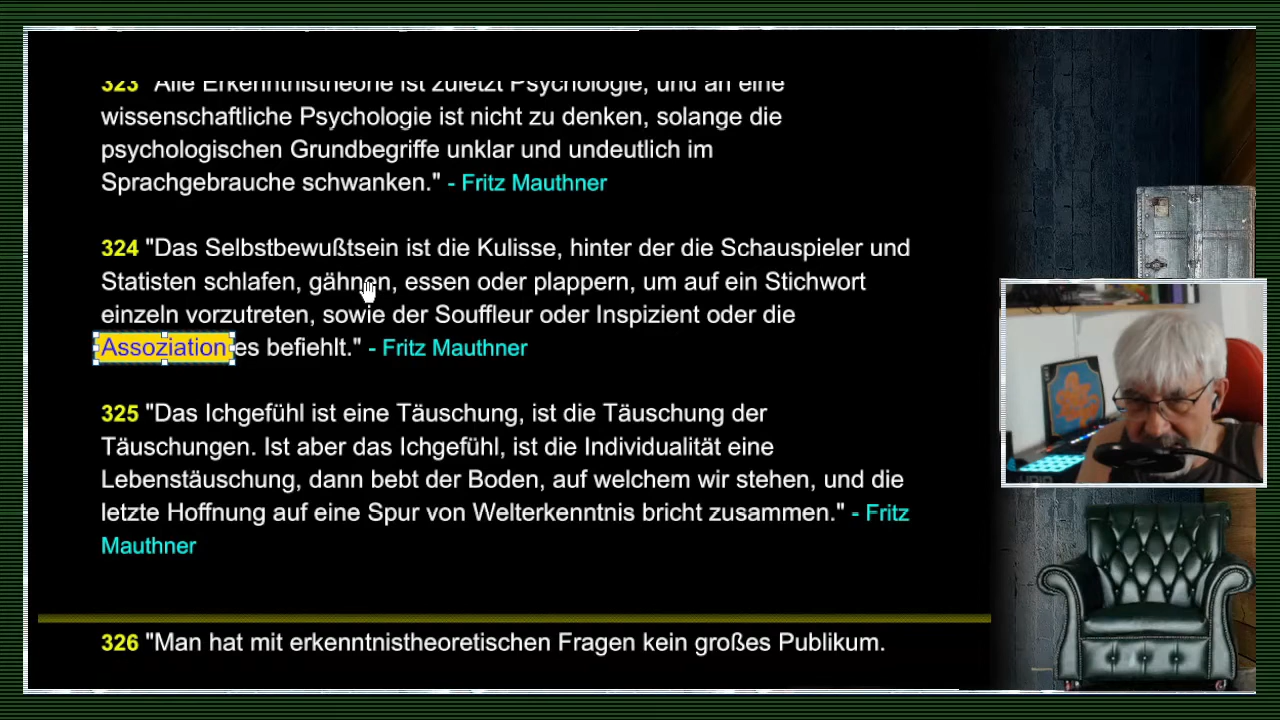 323 "Alle Erkenntnistheorie ist zuletzt Psychologie, und an eine
wissenschaftliche Psychologie ist nicht zu denken, solange die
psychologischen Grundbegriffe unklar und undeutlich im
Sprachgebrauche schwanken." - Fritz Mauthner
324 "Das Selbstbewußtsein ist die Kulisse, hinter der die Schauspieler und
Statisten schlafen, gähnen, essen oder plappern, um auf ein Stichwort
einzeln vorzutreten, sowie der Souffleur oder Inspizient oder die
Assoziation es befiehlt." - Fritz Mauthner
325 "Das Ichgefühl ist eine Täuschung, ist die Täuschung der
Täuschungen. Ist aber das Ichgefühl, ist die Individualität eine
Lebenstäuschung, dann bebt der Boden, auf welchem wir stehen, und die
letzte Hoffnung auf eine Spur von Welterkenntnis bricht zusammen." - Fritz
Mauthner
326 "Man hat mit erkenntnistheoretischen Fragen kein großes Publikum.